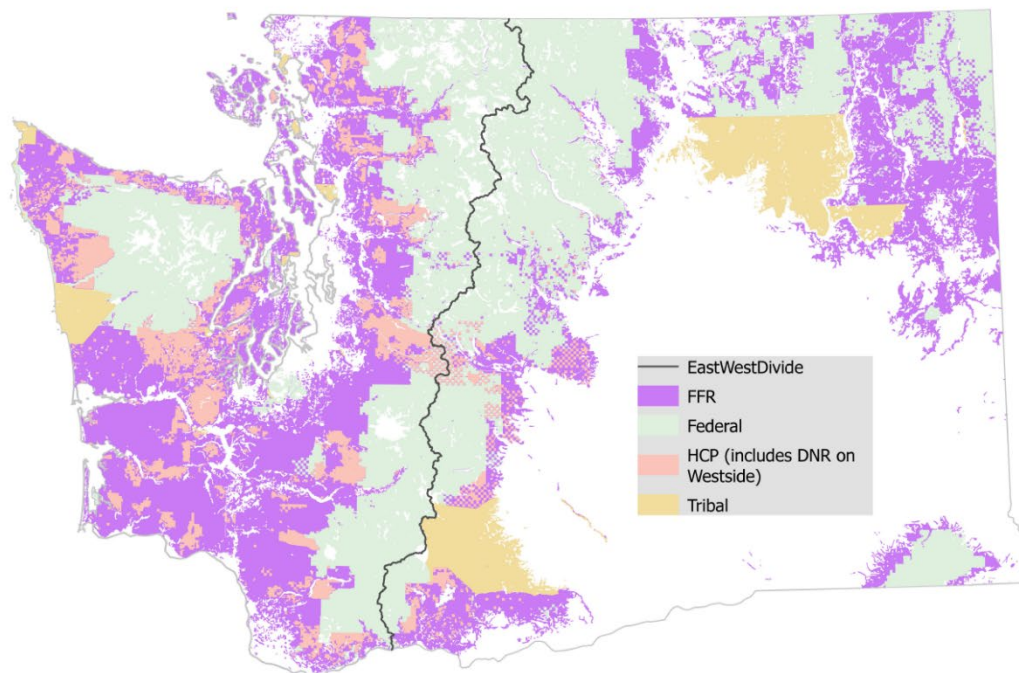 EastWestDivide
FFR
Federal
HCP (includes DNR on
Westside)
Tribal